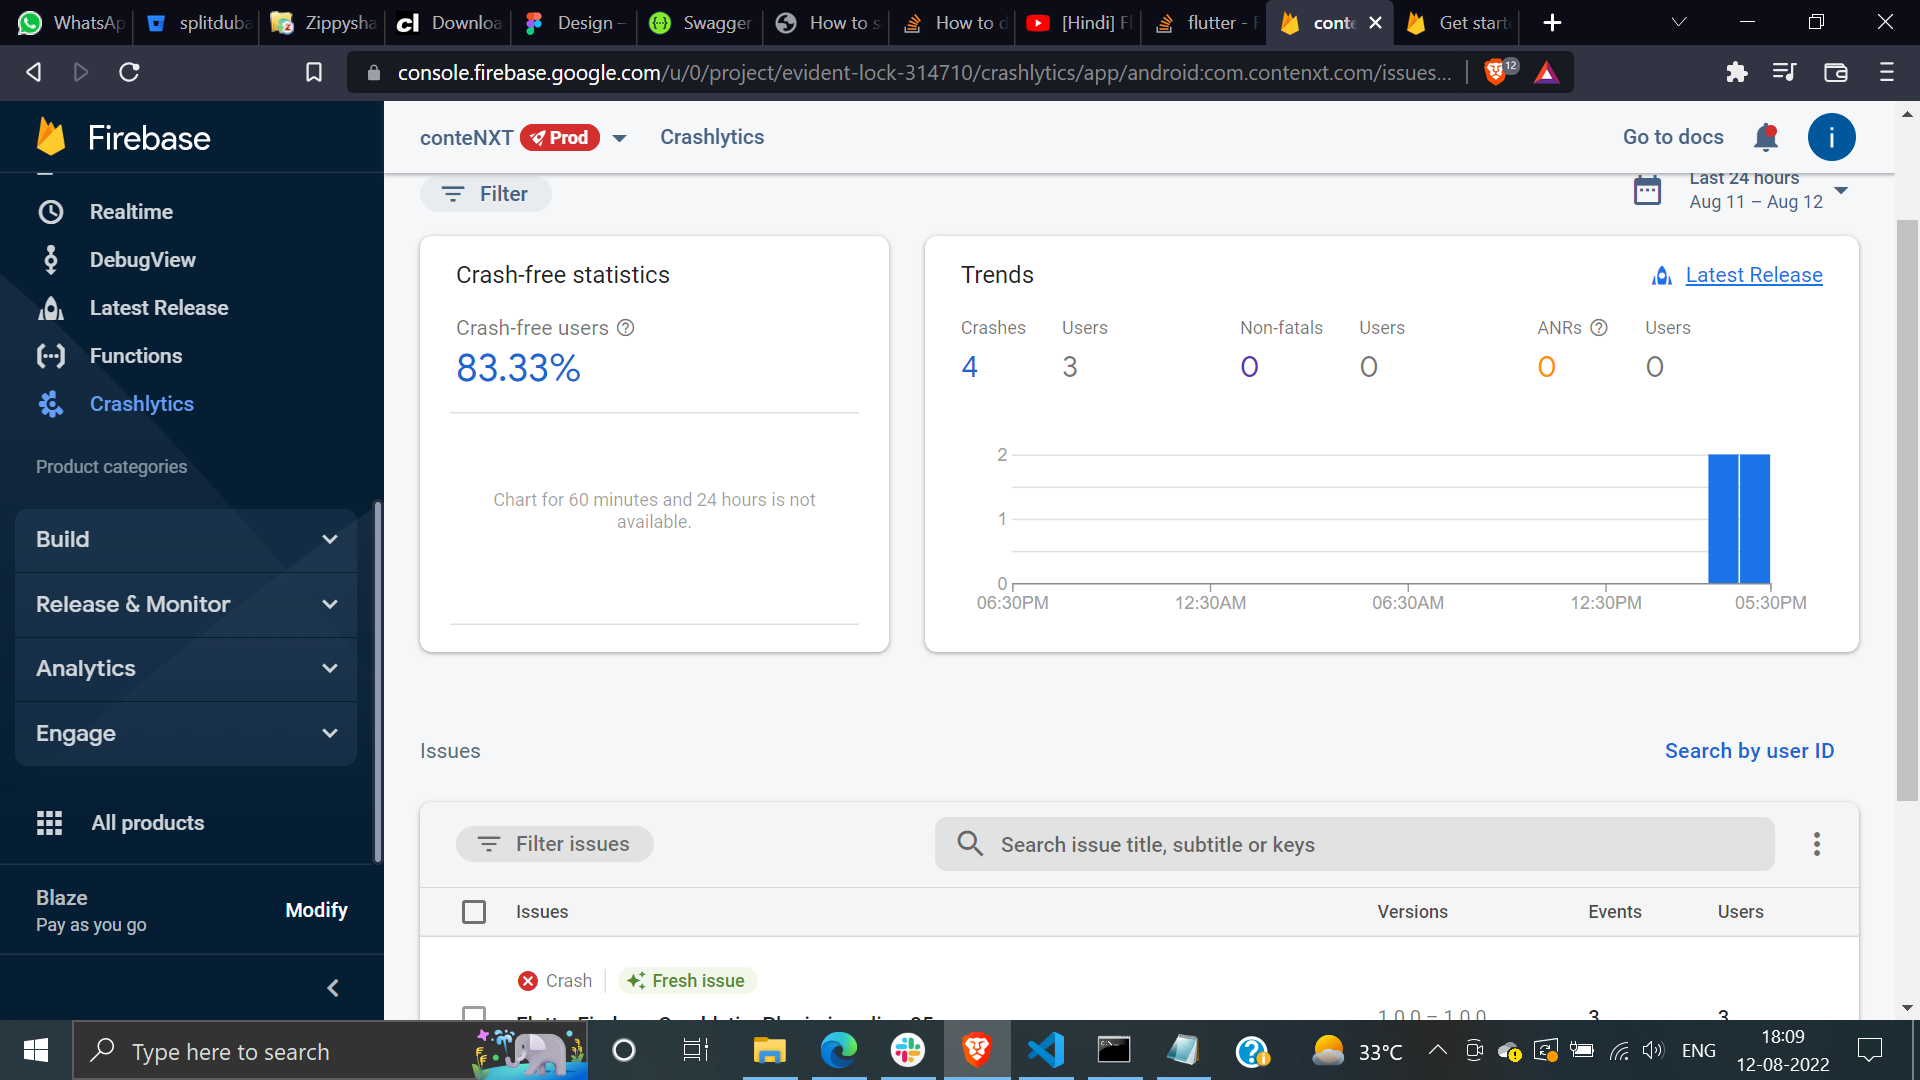 WhatsAp
splitduba
Zippysha
Downloa
Design –
Swagger
How to s
How to d
[Hindi] Fl
flutter - F
conte
Get starte
console.firebase.google.com/u/0/project/evident-lock-314710/crashlytics/app/android:com.contenxt.com/issues...
12
Firebase
conteNXT Prod
Crashlytics
Go to docs
i
Realtime
DebugView
Latest Release
Functions
Crashlytics
Product categories
Build
Release & Monitor
Analytics
Engage
All products
Blaze
Pay as you go
Modify
Filter
Last 24 hours
Aug 11 – Aug 12
Crash-free statistics
Crash-free users
83.33%
Chart for 60 minutes and 24 hours is not
available.
Trends
Latest Release
Crashes Users Non-fatals Users ANRs Users
4 3 0 0 0 0
2
1
0
06:30PM 12:30AM 06:30AM 12:30PM 05:30PM
Issues
Search by user ID
Filter issues
Search issue title, subtitle or keys
Issues Versions Events Users
Crash Fresh issue
1.0.0 – 1.0.0 3 3
Type here to search
33°C
ENG
18:09
12-08-2022